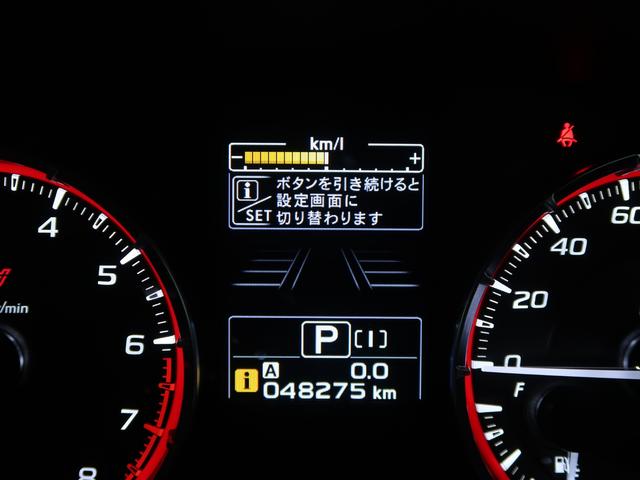 km/l
− +
i ボタンを引き続けると
設定画面に
/SET 切り替わります
4
5
6
7
8
r/min
60
40
20
0
F
P [I]
A 0.0
i 048275 km